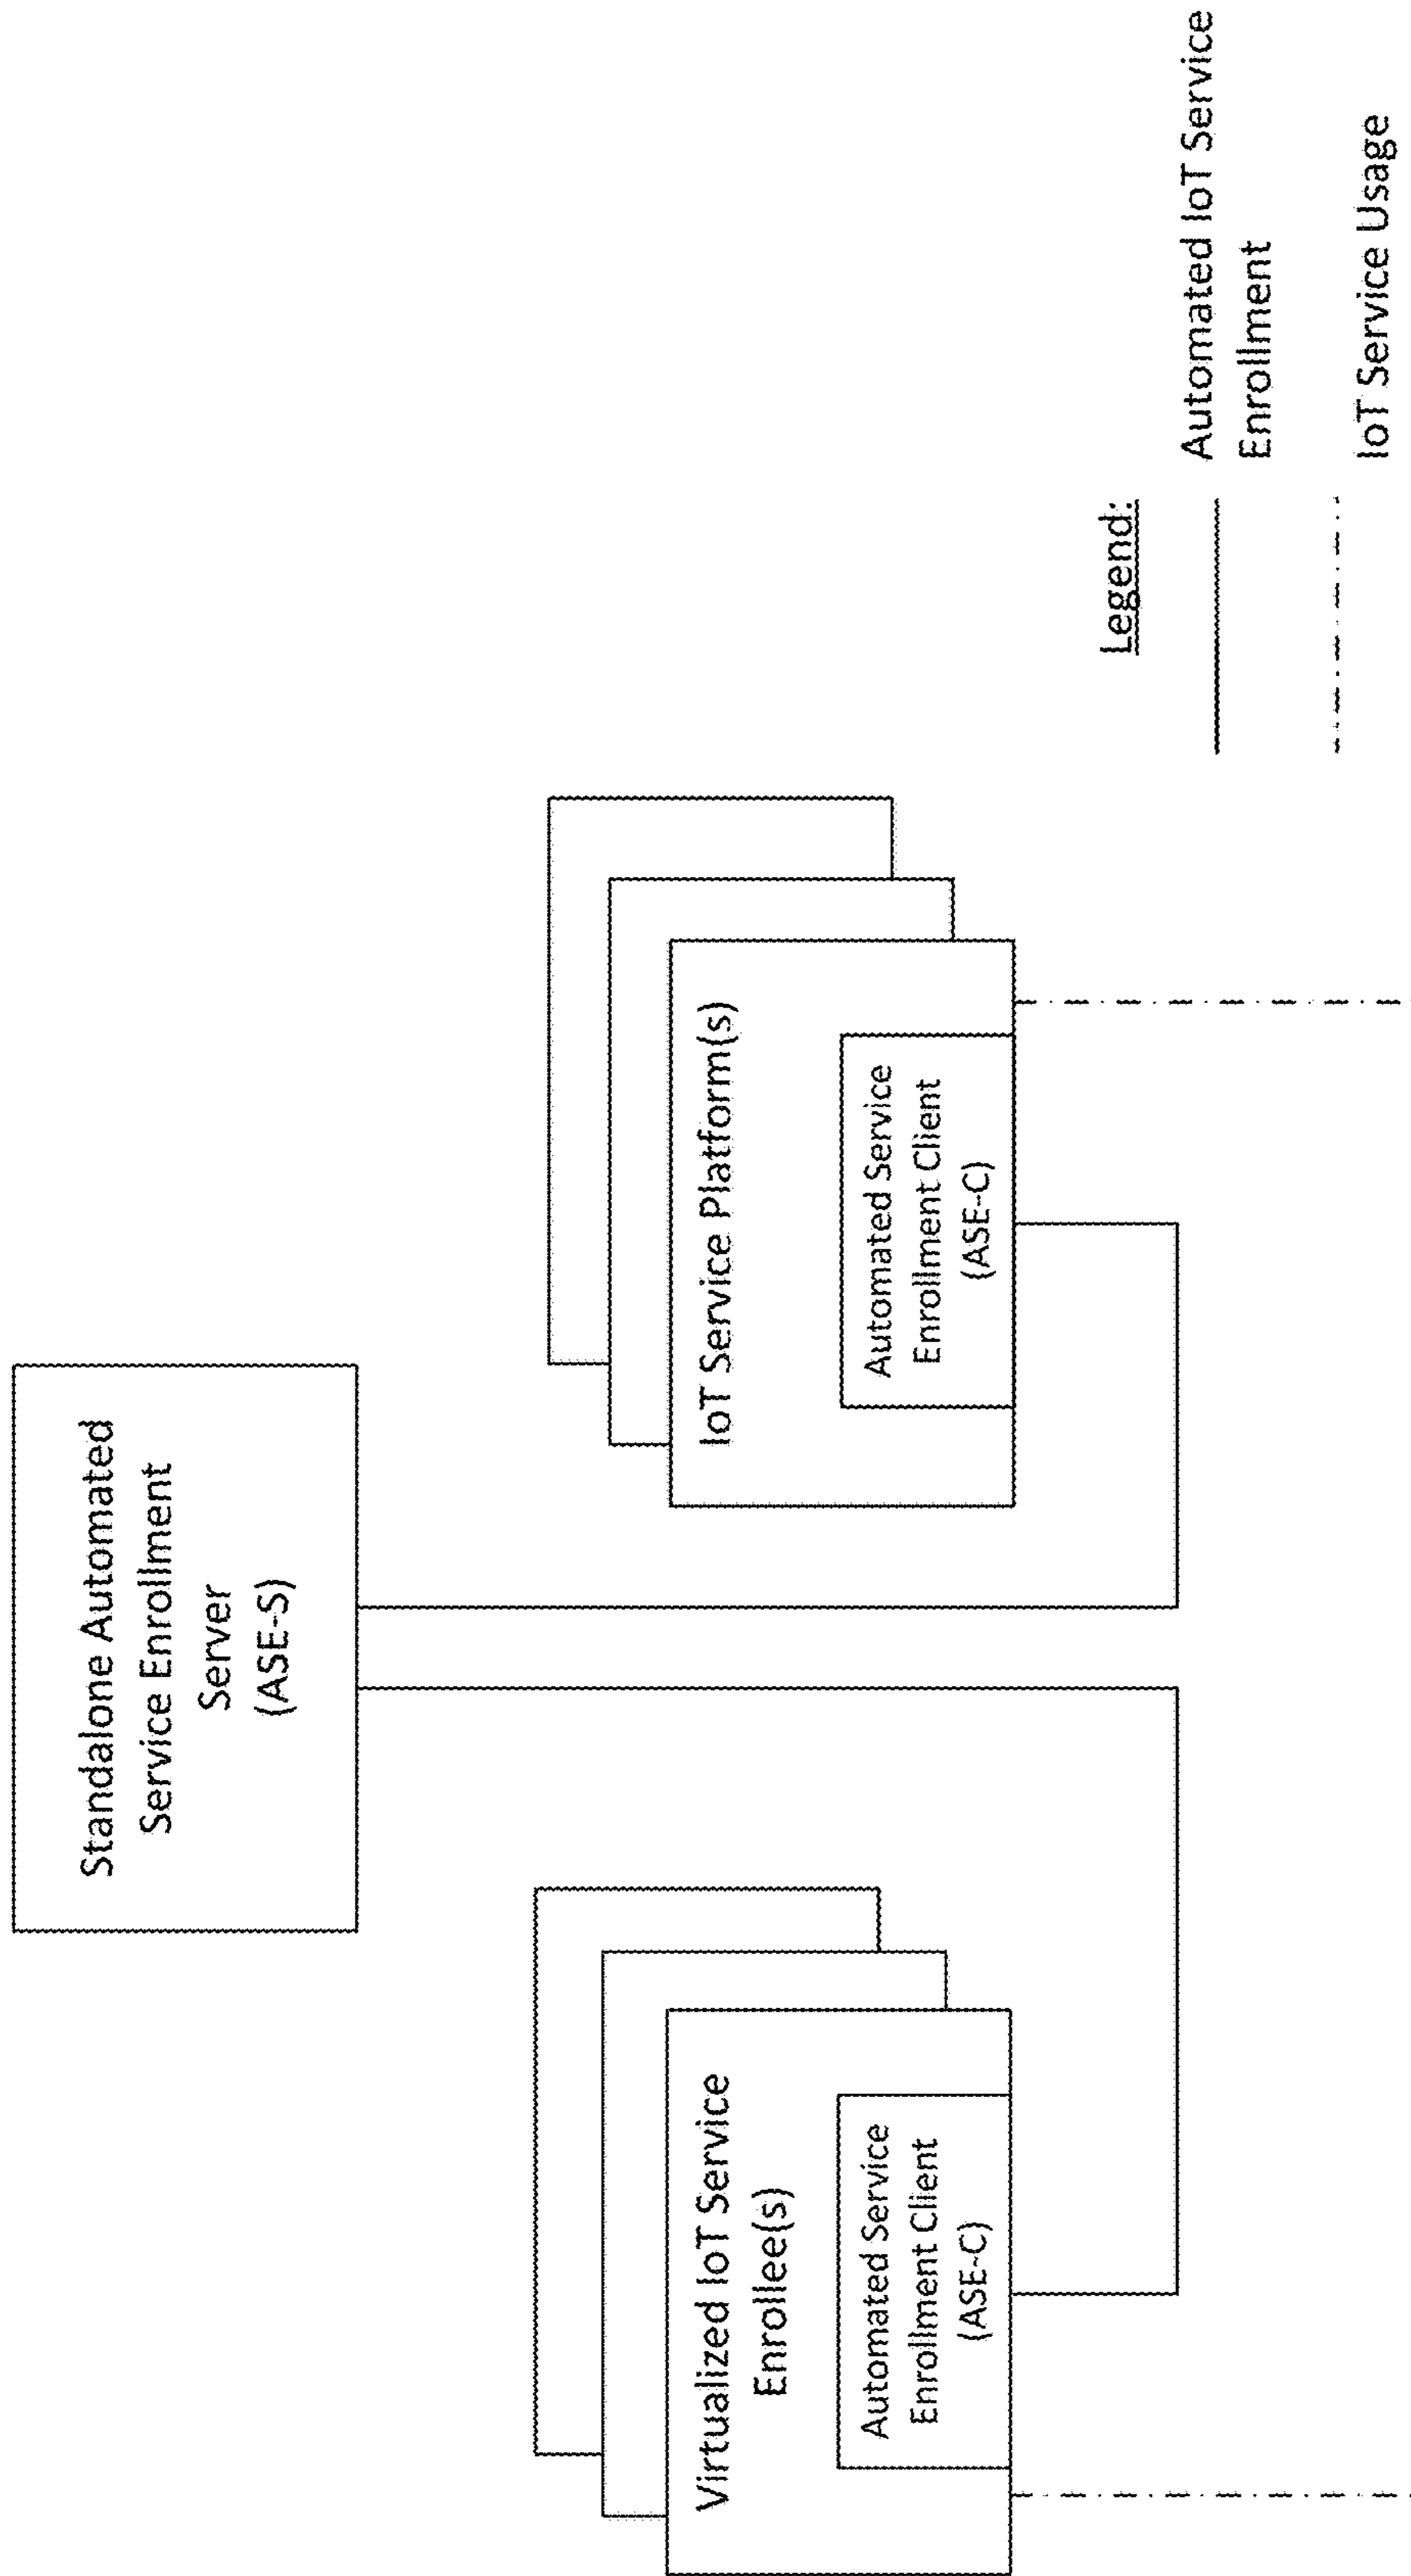 Standalone Automated
Service Enrollment
Server
(ASE-S)
Virtualized IoT Service
Enrollee(s)
Automated Service
Enrollment Client
(ASE-C)
IoT Service Platform(s)
Automated Service
Enrollment Client
(ASE-C)
Legend:
Automated IoT Service
Enrollment
IoT Service Usage